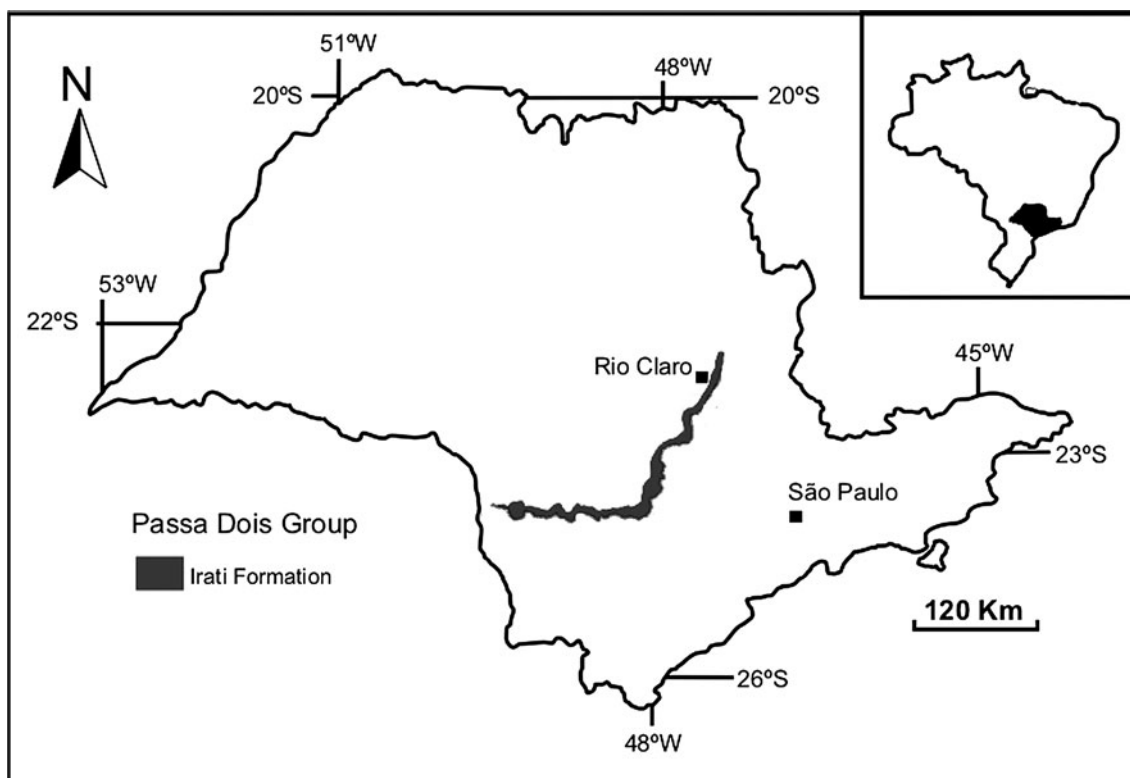 51ºW
N
20ºS
48ºW
20ºS
53ºW
22ºS
Rio Claro
45ºW
23ºS
São Paulo
Passa Dois Group
Irati Formation
120 Km
26ºS
48ºW